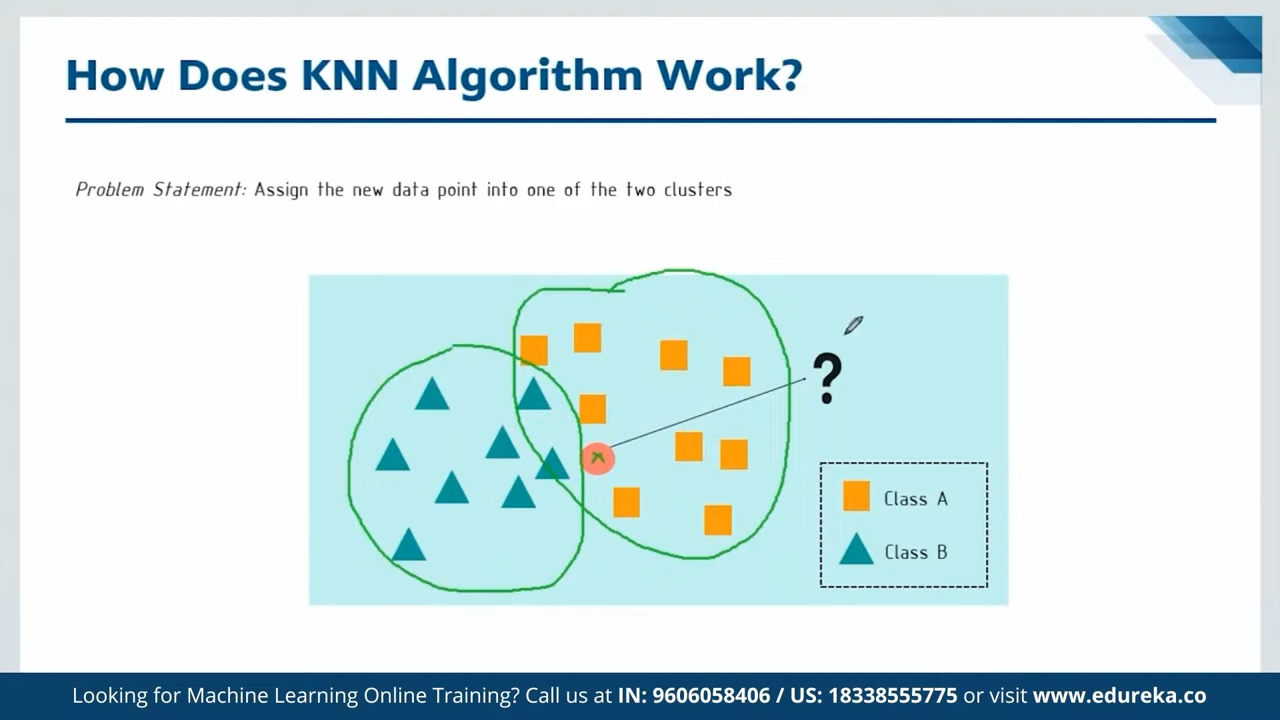 How Does KNN Algorithm Work?
Problem Statement: Assign the new data point into one of the two clusters
?
x
Class A
Class B
Looking for Machine Learning Online Training? Call us at IN: 9606058406 / US: 18338555775 or visit www.edureka.co